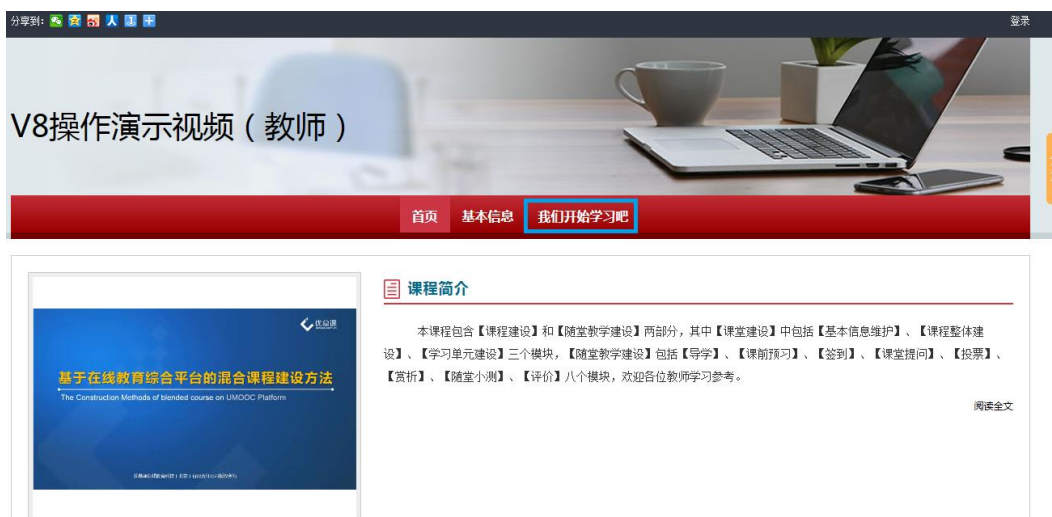 分享到:
登录
V8操作演示视频（教师）
首页 基本信息 我们开始学习吧
课程简介
本课程包含【课程建设】和【随堂教学建设】两部分，其中【课堂建设】中包括【基本信息维护】、【课程整体建
设】、【学习单元建设】三个模块，【随堂教学建设】包括【导学】、【课前预习】、【签到】、【课堂提问】、【投票】、
【赏析】、【随堂小测】、【评价】八个模块，欢迎各位教师学习参考。
阅读全文
优慕课
基于在线教育综合平台的混合课程建设方法
The Construction Methods of blended course on UMOOC Platform